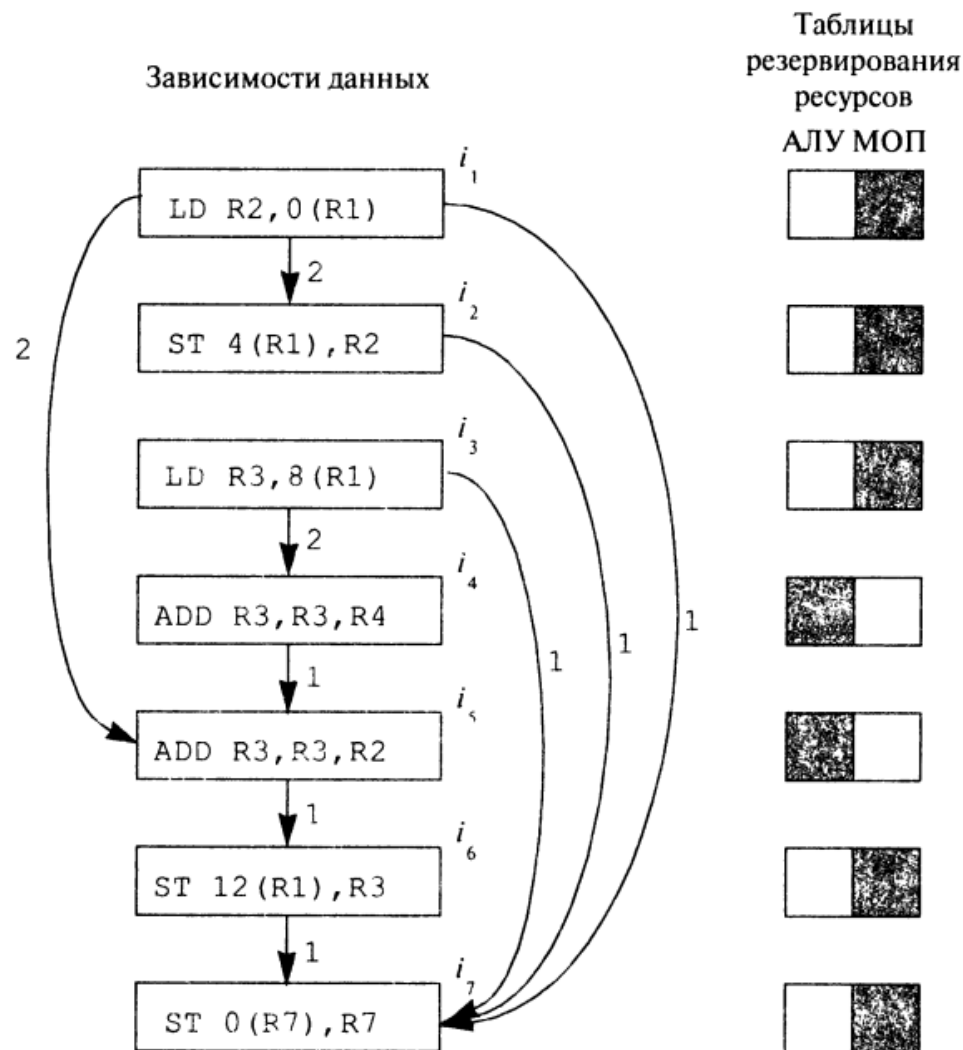 Таблицы
резервирования
ресурсов
Зависимости данных
АЛУ МОП
i1
LD R2,0(R1)
2
i2
ST 4(R1),R2
2
i3
LD R3,8(R1)
2
i4
ADD R3,R3,R4
1
1
1
1
i5
ADD R3,R3,R2
1
i6
ST 12(R1),R3
1
i7
ST 0(R7),R7